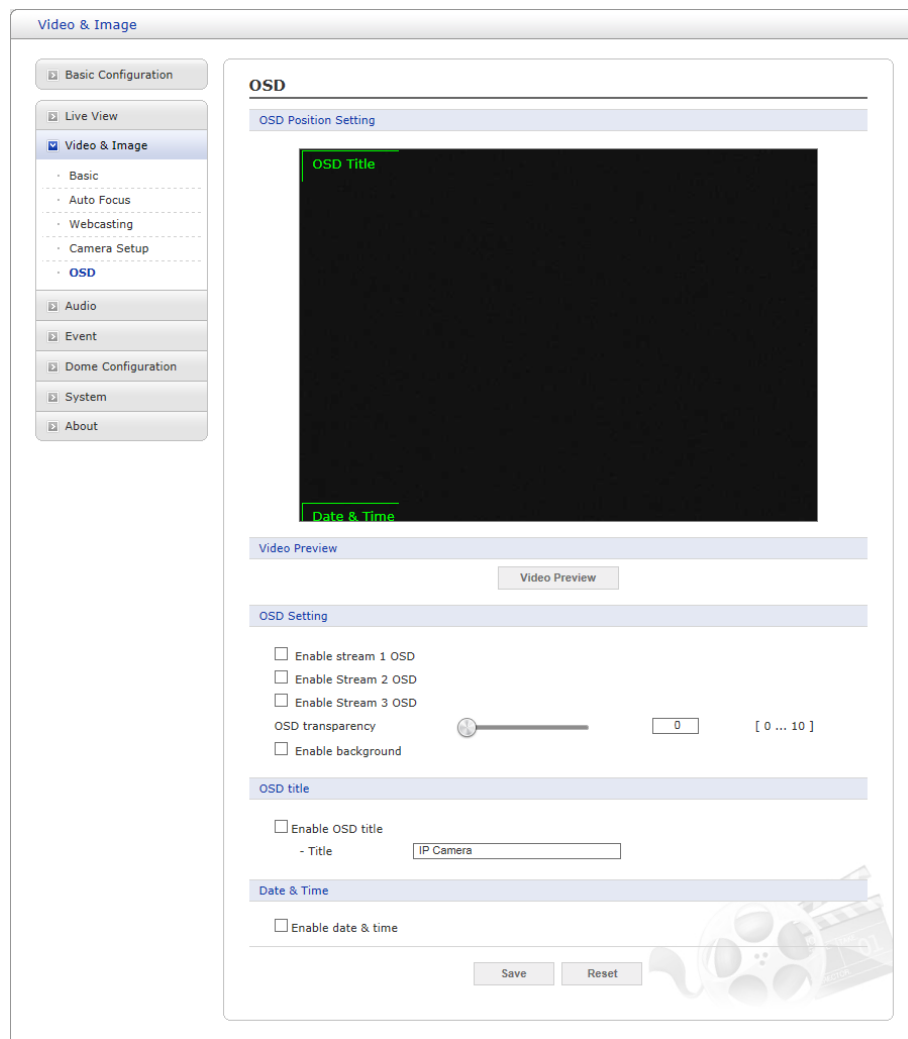 Video & Image
Basic Configuration
Live View
Video & Image
· Basic
· Auto Focus
· Webcasting
· Camera Setup
· OSD
Audio
Event
Dome Configuration
System
About
OSD
OSD Position Setting
OSD Title
Date & Time
Video Preview
Video Preview
OSD Setting
Enable stream 1 OSD
Enable Stream 2 OSD
Enable Stream 3 OSD
OSD transparency 0 [ 0 ... 10 ]
Enable background
OSD title
Enable OSD title
- Title IP Camera
Date & Time
Enable date & time
01
Save Reset